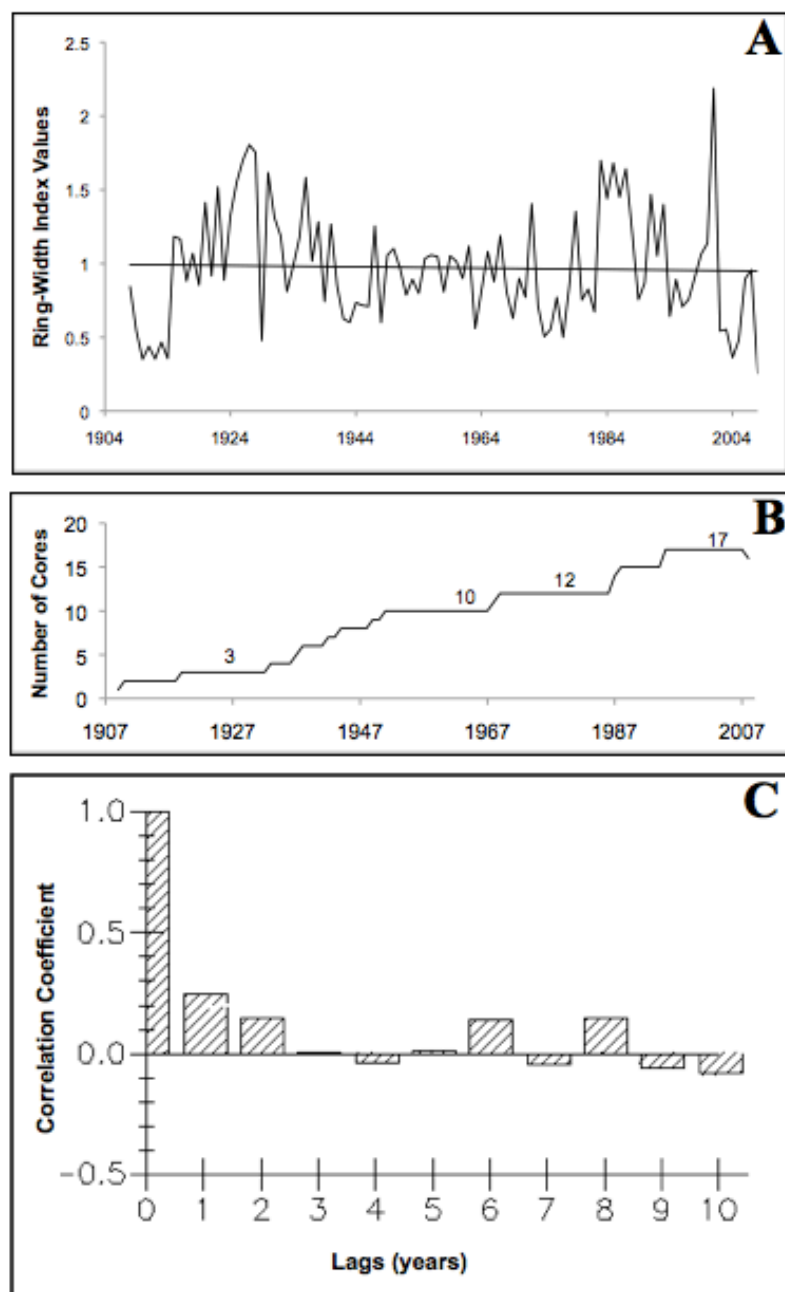 A
2.5
2
1.5
1
0.5
0
Ring-Width Index Values
1904 1924 1944 1964 1984 2004
B
20
15
10
5
0
Number of Cores
3 10 12 17
1907 1927 1947 1967 1987 2007
C
1.0
0.5
0.0
-0.5
Correlation Coefficient
0 1 2 3 4 5 6 7 8 9 10
Lags (years)